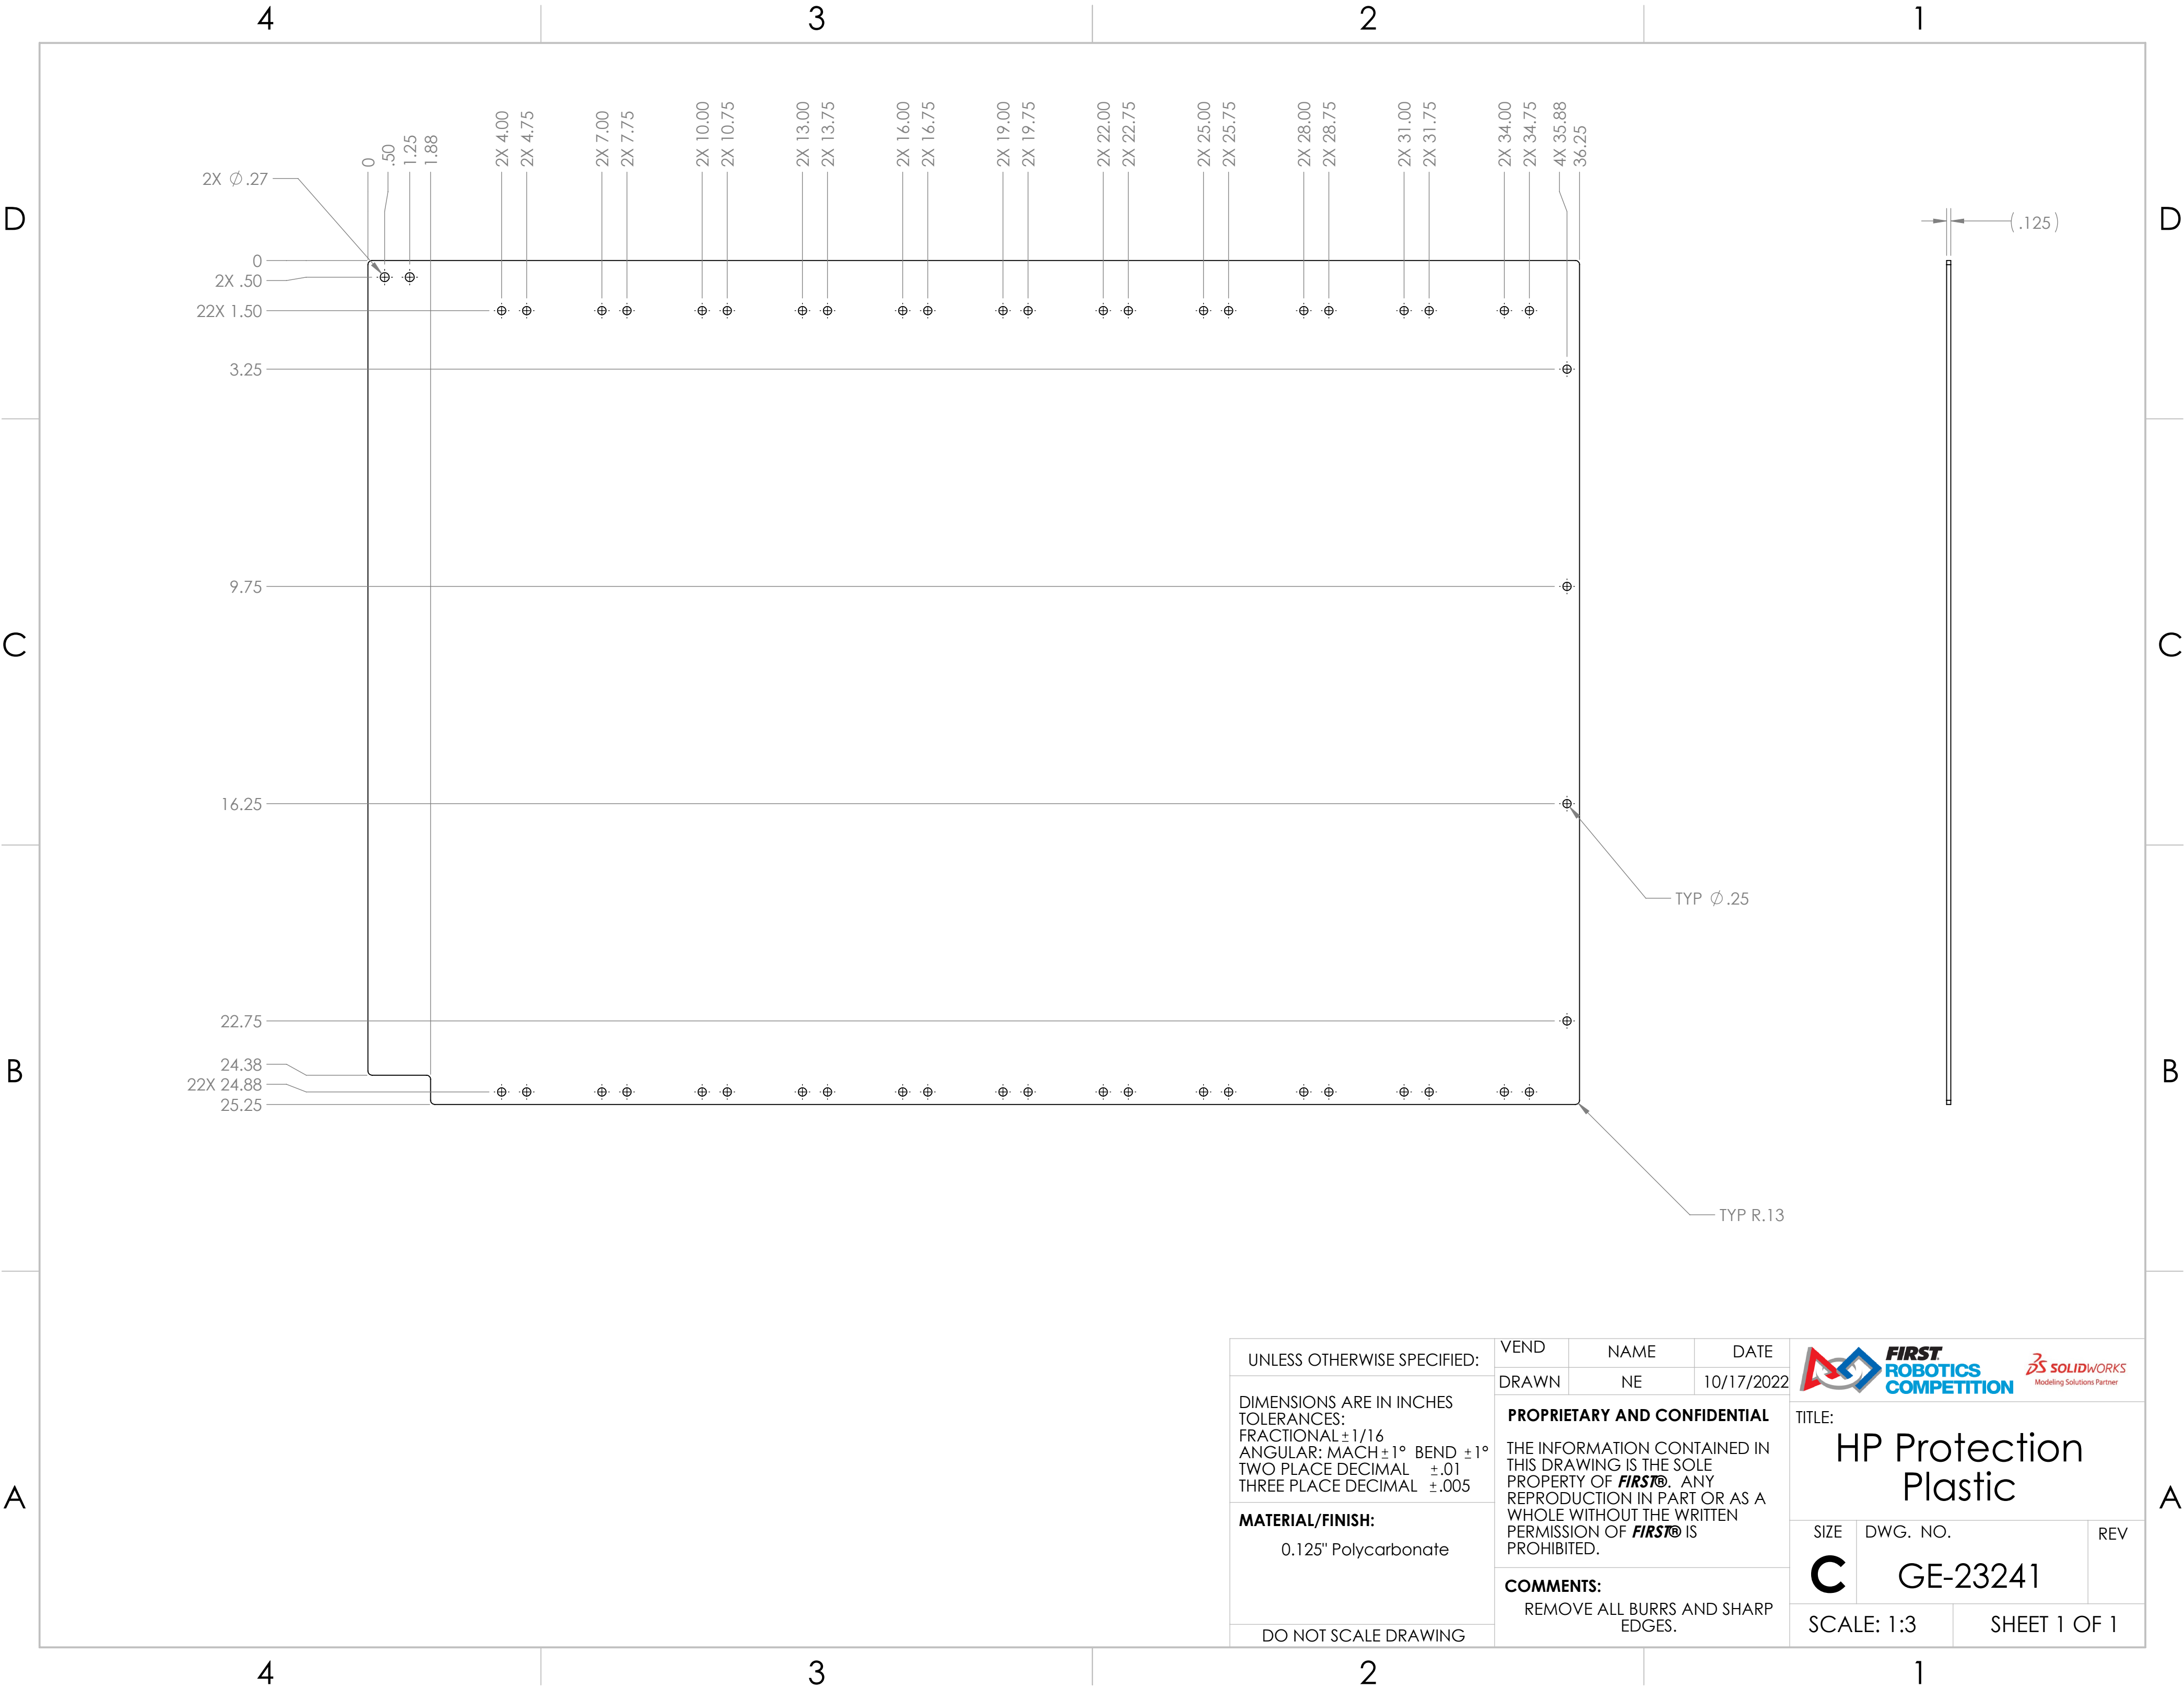 4 3 2 1
0
.50
1.25
1.88
2X 4.00
2X 4.75
2X 7.00
2X 7.75
2X 10.00
2X 10.75
2X 13.00
2X 13.75
2X 16.00
2X 16.75
2X 19.00
2X 19.75
2X 22.00
2X 22.75
2X 25.00
2X 25.75
2X 28.00
2X 28.75
2X 31.00
2X 31.75
2X 34.00
2X 34.75
4X 35.88
36.25
2X Ø.27
D
D
(.125)
0
2X .50
22X 1.50
3.25
9.75
C
C
16.25
TYP Ø.25
22.75
24.38
22X 24.88
25.25
B
B
TYP R.13
A
A
UNLESS OTHERWISE SPECIFIED:
DIMENSIONS ARE IN INCHES
TOLERANCES:
FRACTIONAL±1/16
ANGULAR: MACH±1° BEND ±1°
TWO PLACE DECIMAL ±.01
THREE PLACE DECIMAL ±.005
MATERIAL/FINISH:
0.125" Polycarbonate
DO NOT SCALE DRAWING
VEND NAME DATE
DRAWN NE 10/17/2022
PROPRIETARY AND CONFIDENTIAL
THE INFORMATION CONTAINED IN
THIS DRAWING IS THE SOLE
PROPERTY OF FIRST®. ANY
REPRODUCTION IN PART OR AS A
WHOLE WITHOUT THE WRITTEN
PERMISSION OF FIRST® IS
PROHIBITED.
COMMENTS:
REMOVE ALL BURRS AND SHARP
EDGES.
FIRST
ROBOTICS
COMPETITION
SOLIDWORKS
Modeling Solutions Partner
TITLE:
HP Protection
Plastic
SIZE DWG. NO. REV
C GE-23241
SCALE: 1:3 SHEET 1 OF 1
4 3 2 1